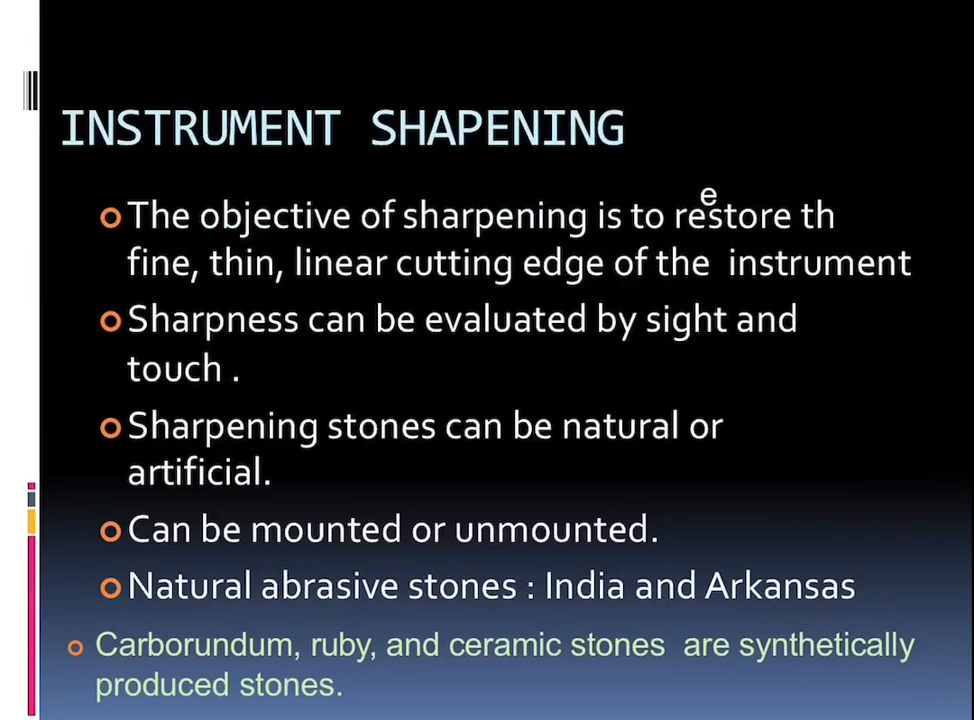 INSTRUMENT SHAPENING
The objective of sharpening is to restore th
e
fine, thin, linear cutting edge of the instrument
Sharpness can be evaluated by sight and
touch .
Sharpening stones can be natural or
artificial.
Can be mounted or unmounted.
Natural abrasive stones : India and Arkansas
Carborundum, ruby, and ceramic stones are synthetically
produced stones.